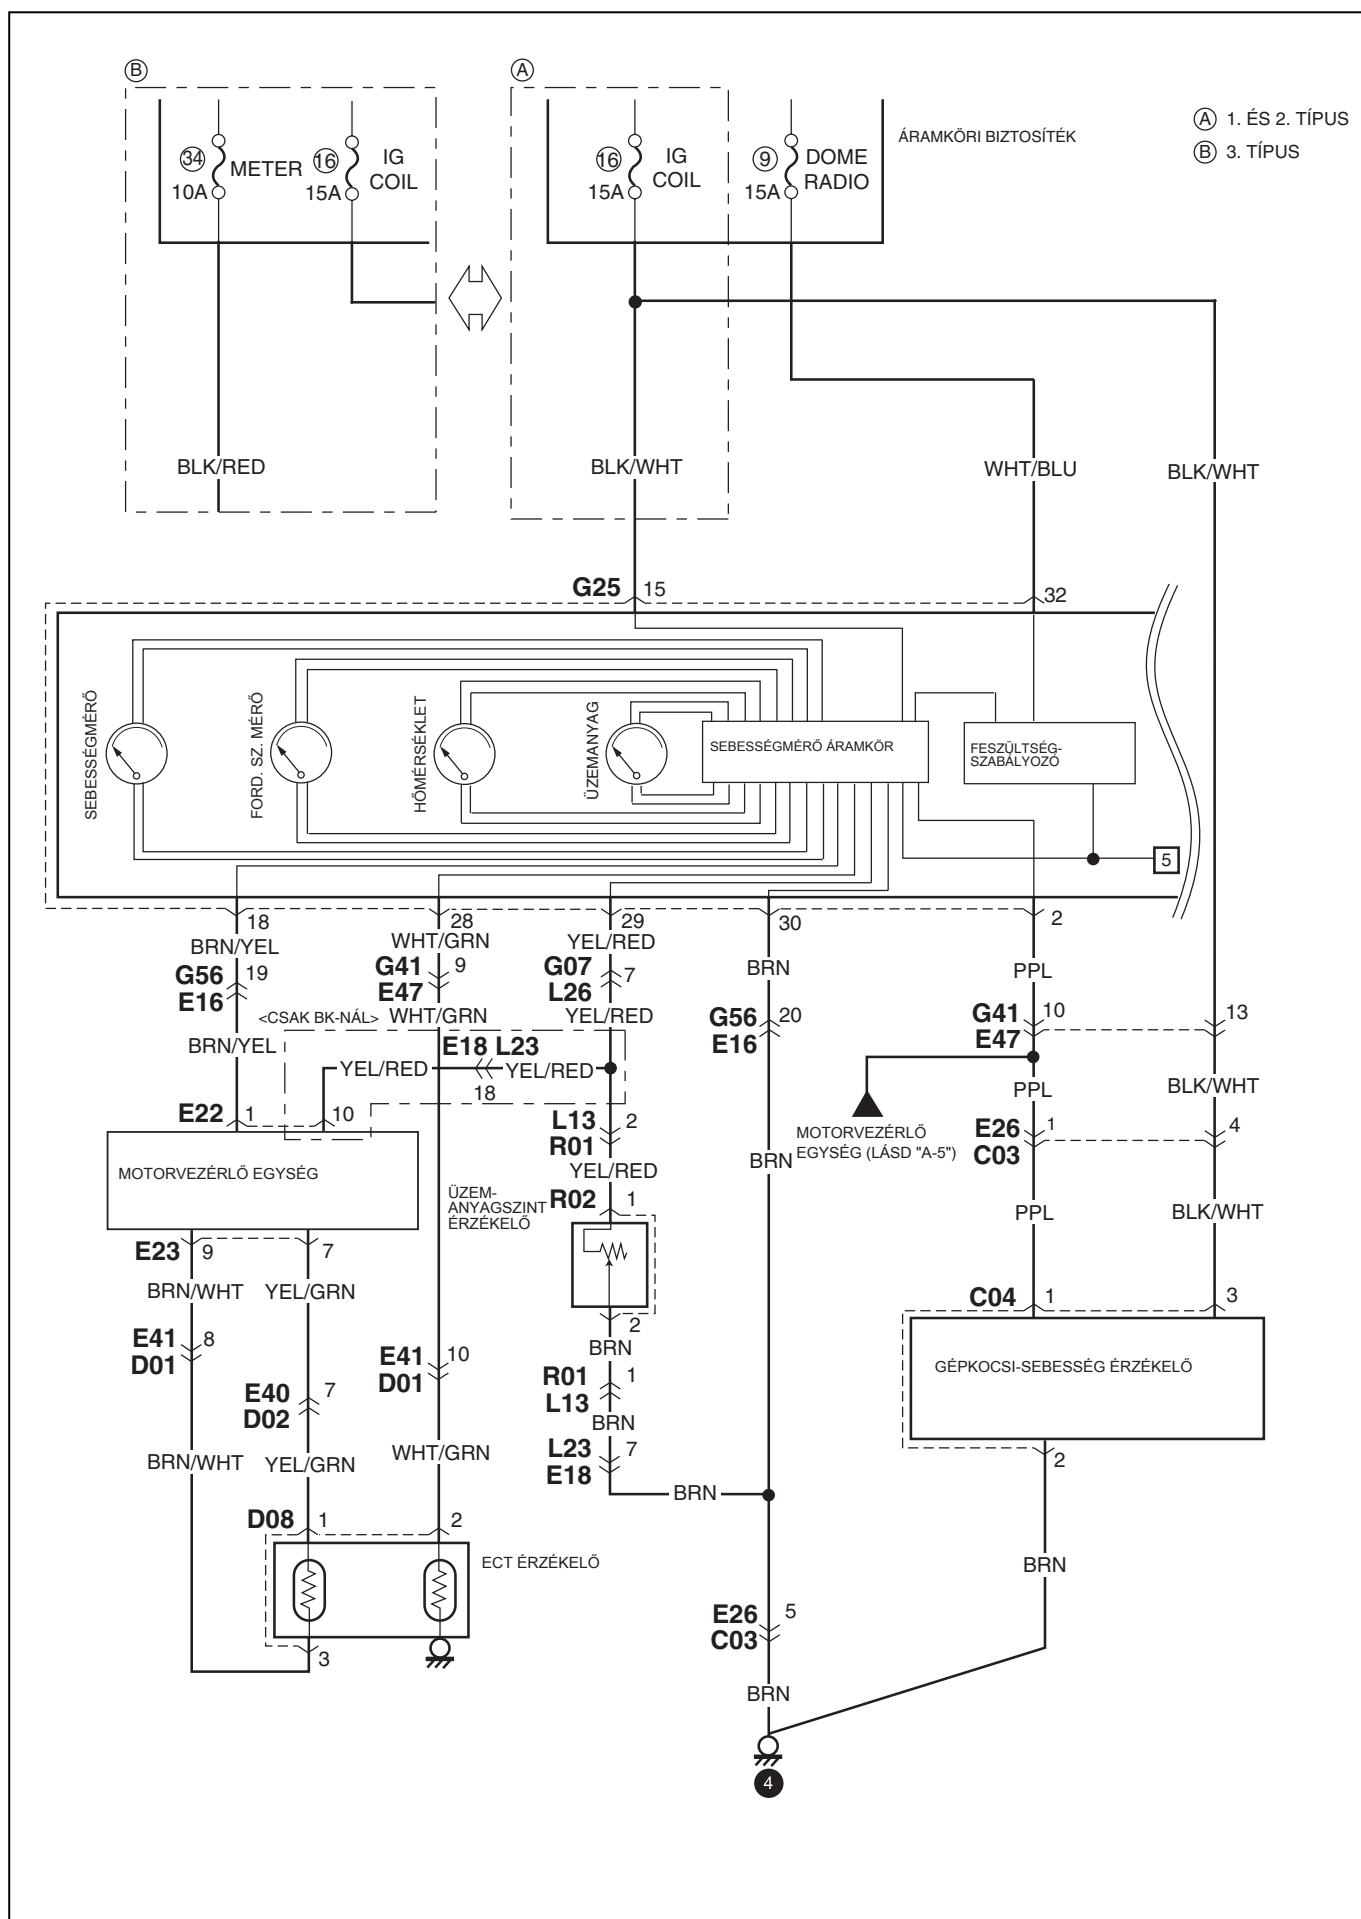 B
A
34
METER
10A
16
IG
COIL
15A
16
IG
COIL
15A
9
DOME
RADIO
15A
ÁRAMKÖRI BIZTOSÍTÉK
A 1. ÉS 2. TÍPUS
B 3. TÍPUS
BLK/RED
BLK/WHT
WHT/BLU
BLK/WHT
G25 15
32
SEBESSÉGMÉRŐ
FORD. SZ. MÉRŐ
HŐMÉRSÉKLET
ÜZEMANYAG
SEBESSÉGMÉRŐ ÁRAMKÖR
FESZÜLTSÉG-
SZABÁLYOZÓ
5
18
28
29
30
2
BRN/YEL
WHT/GRN
YEL/RED
BRN
PPL
G56 19
E16
G41 9
E47
G07 7
L26
G56 20
E16
G41 10
E47
13
<CSAK BK-NÁL>
WHT/GRN
YEL/RED
BRN/YEL
E18 L23
YEL/RED
YEL/RED
18
PPL
BLK/WHT
E22 1
10
L13 2
R01
MOTORVEZÉRLŐ
EGYSÉG (LÁSD "A-5")
E26 1
C03
4
MOTORVEZÉRLŐ EGYSÉG
YEL/RED
BRN
ÜZEM-
ANYAGSZINT
ÉRZÉKELŐ
R02 1
PPL
BLK/WHT
E23 9
7
BRN/WHT
YEL/GRN
C04 1
3
2
E41 8
D01
BRN
E41 10
D01
GÉPKOCSI-SEBESSÉG ÉRZÉKELŐ
E40 7
D02
R01 1
L13
BRN
BRN/WHT
YEL/GRN
WHT/GRN
L23 7
E18
2
BRN
D08 1
2
ECT ÉRZÉKELŐ
BRN
3
E26 5
C03
BRN
4